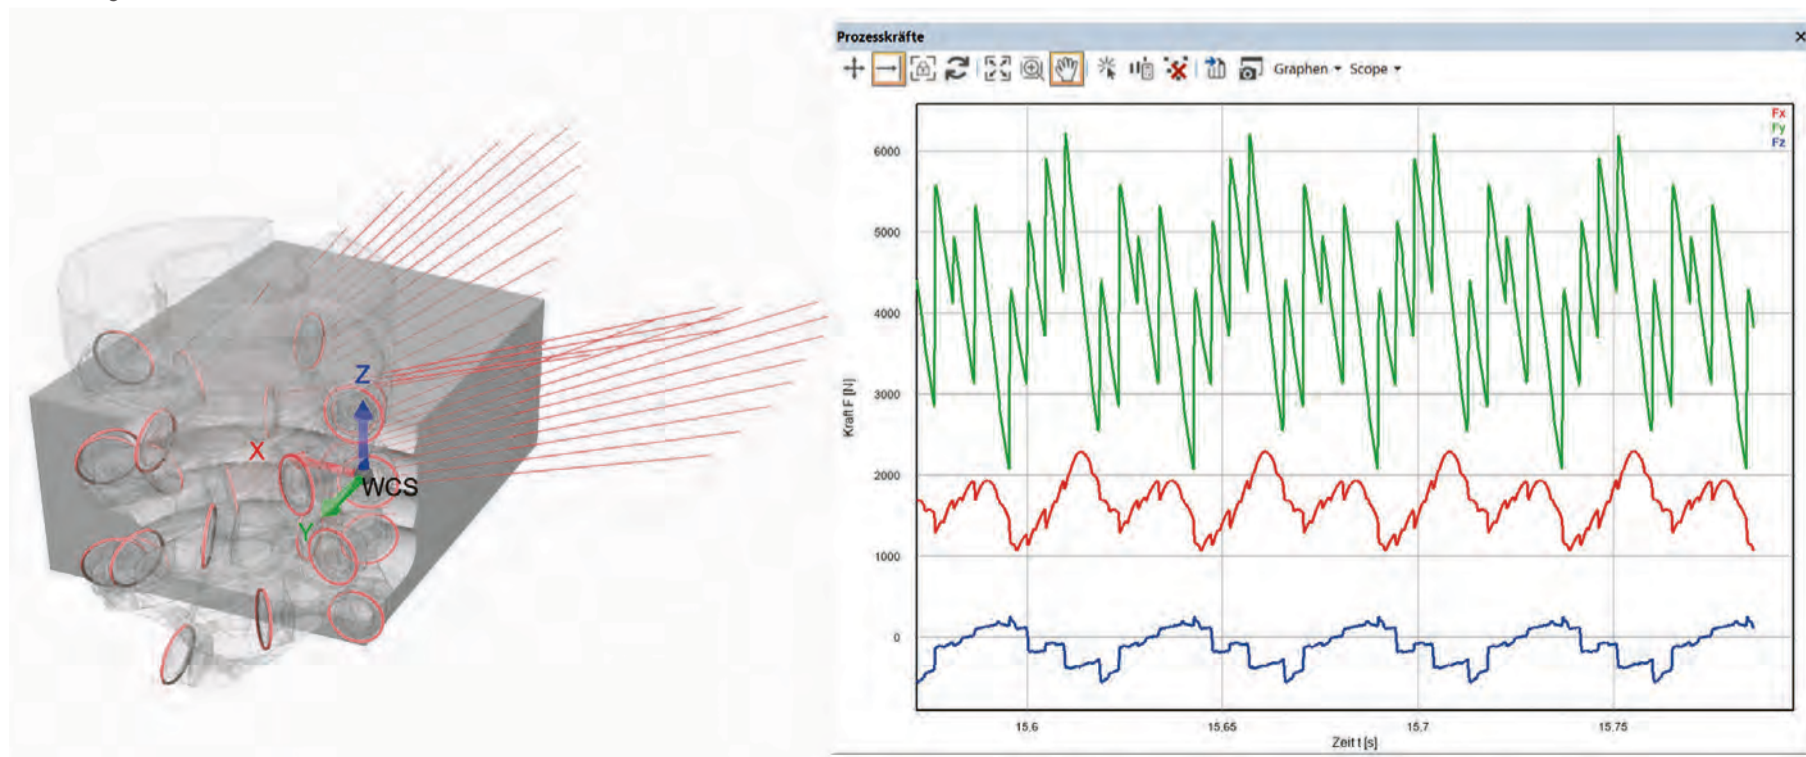 Z
X
WCS
Y
Prozesskräfte
Graphen
Scope
Fx
Fy
Fz
6000
5000
4000
3000
2000
1000
0
Kraft F [N]
15,6
15,65
15,7
15,75
Zeit t [s]